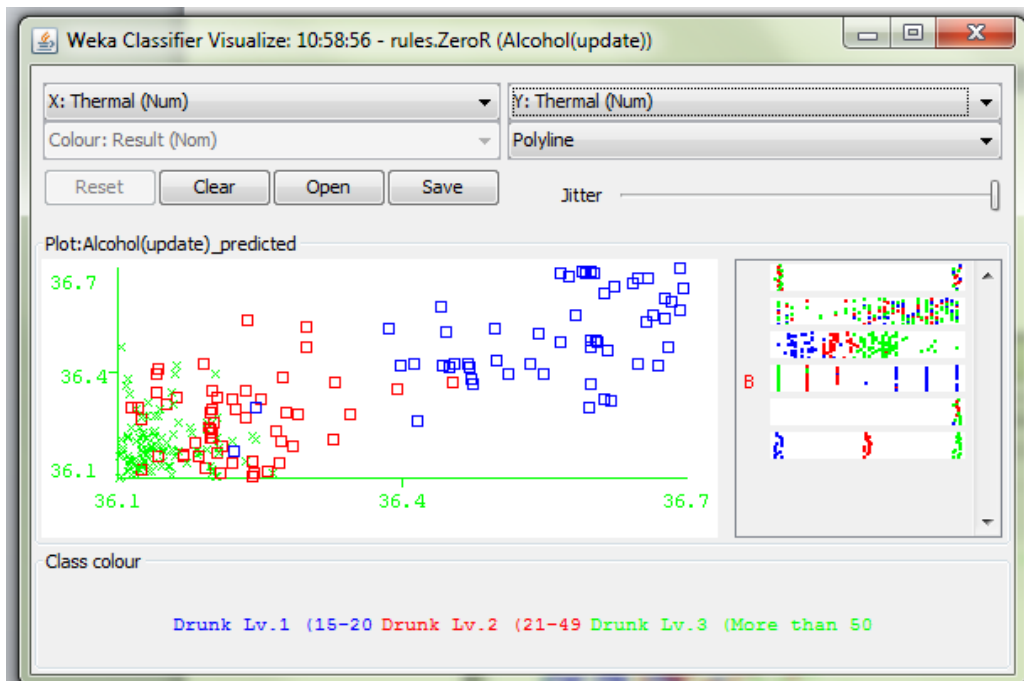 Weka Classifier Visualize: 10:58:56 - rules.ZeroR (Alcohol(update))
X: Thermal (Num) Y: Thermal (Num)
Colour: Result (Nom) Polyline
Reset Clear Open Save Jitter
Plot:Alcohol(update)_predicted
36.7
36.4
B
36.1
36.1 36.4 36.7
Class colour
Drunk Lv.1 (15-20 Drunk Lv.2 (21-49 Drunk Lv.3 (More than 50